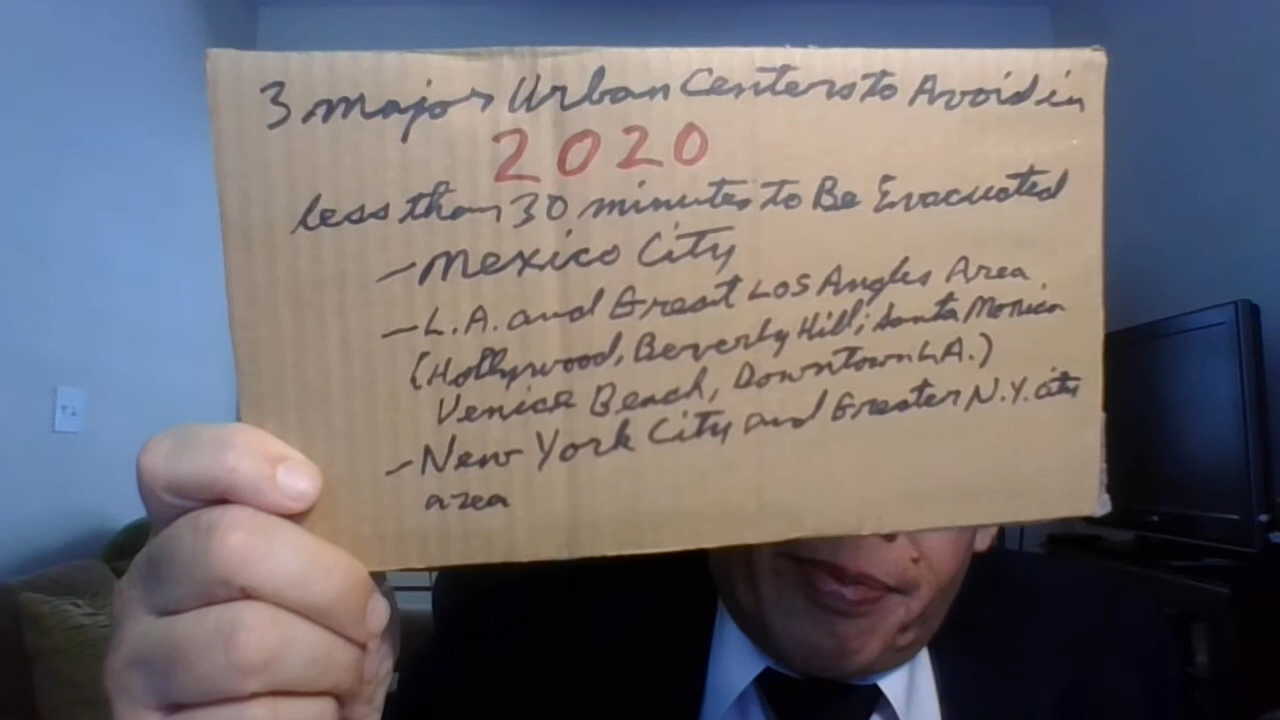 3 Major Urban Centers to Avoid in
2020
less than 30 minutes to Be Evacuated
- Mexico City
- L.A. and Great Los Angles Area
(Hollywood, Beverly Hill, Santa Monica
Venice Beach, Downtown L.A.)
- New York City and Greater N.Y. city
area